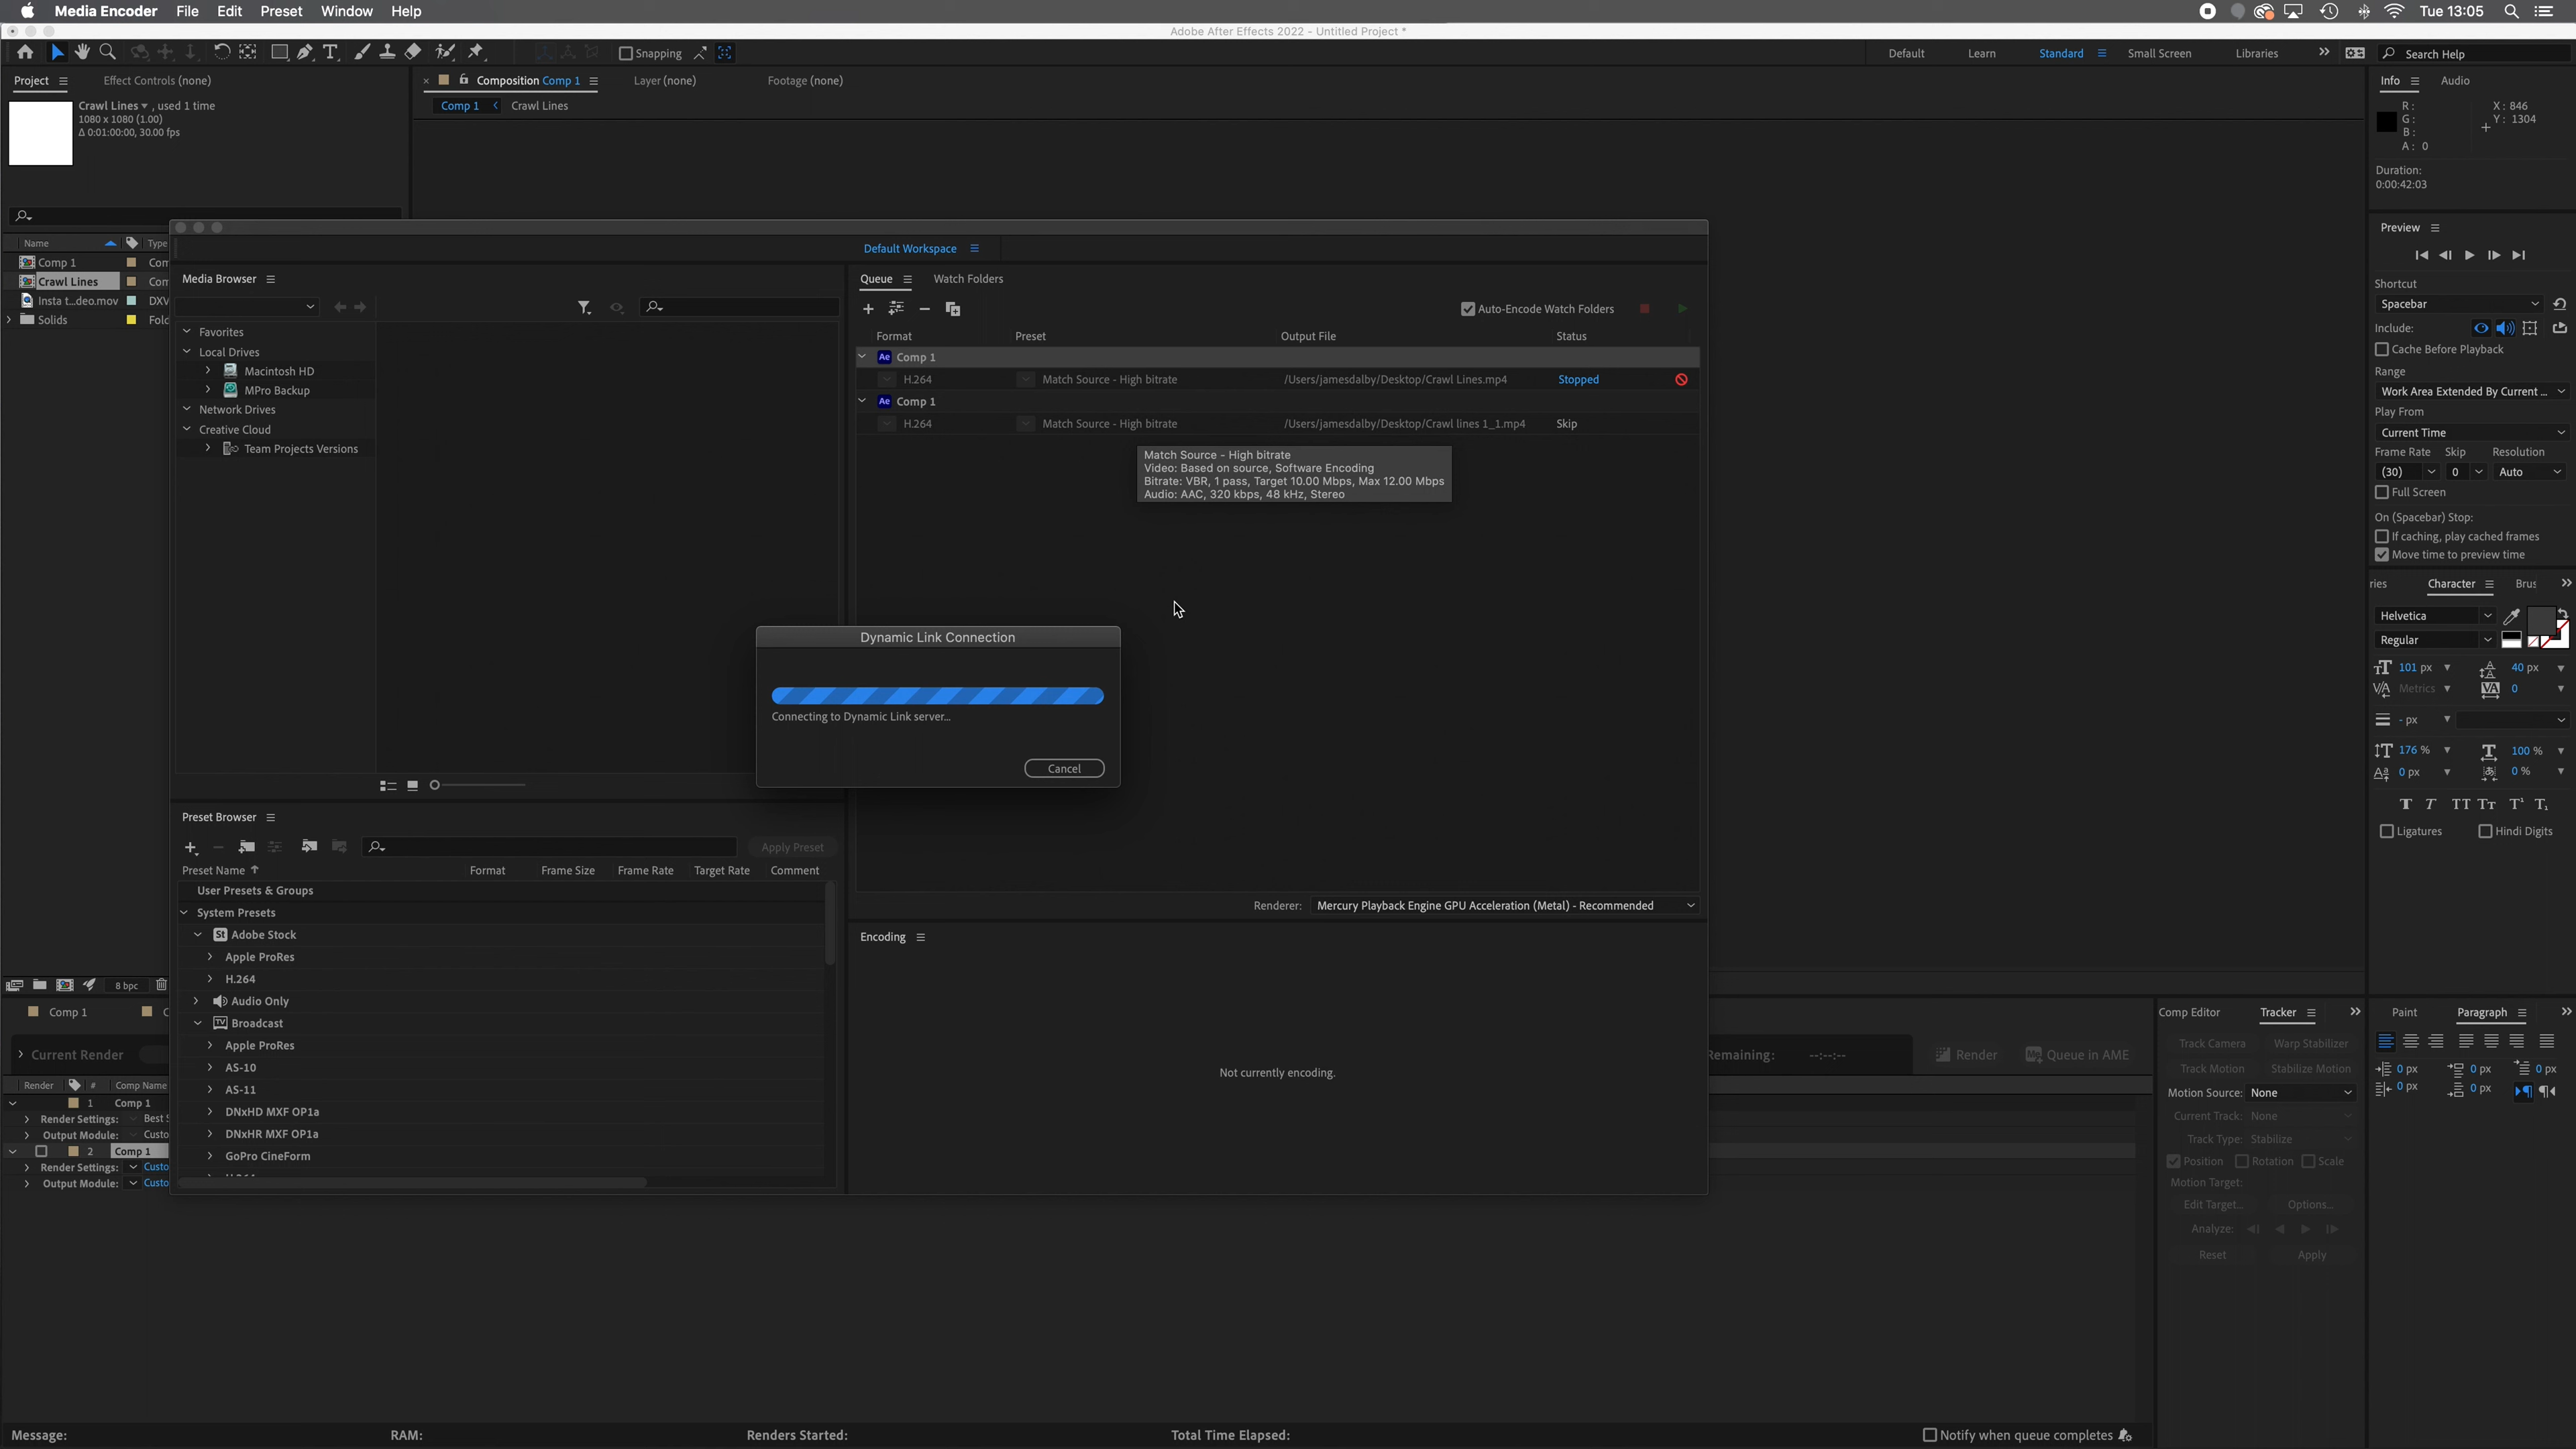 Media Encoder File Edit Preset Window Help
Tue 13:05
Adobe After Effects 2022 - Untitled Project *
Snapping
Default Learn Standard Small Screen Libraries
Search Help
Project Effect Controls (none)
Crawl Lines , used 1 time
1080 x 1080 (1.00)
Δ 0:01:00:00, 30.00 fps
Composition Comp 1 Layer (none) Footage (none)
Comp 1 Crawl Lines
Info Audio
R:
G:
B:
A: 0
X: 846
Y: 1304
Duration:
0:00:42:03
Name Type
Comp 1 Com
Crawl Lines Com
Insta t...deo.mov DXV
Solids Fold
Default Workspace
Media Browser
Favorites
Local Drives
Macintosh HD
MPro Backup
Network Drives
Creative Cloud
Team Projects Versions
Queue Watch Folders
Auto-Encode Watch Folders
Format Preset Output File Status
Ae Comp 1
H.264 Match Source - High bitrate /Users/jamesdalby/Desktop/Crawl Lines.mp4 Stopped
Ae Comp 1
H.264 Match Source - High bitrate /Users/jamesdalby/Desktop/Crawl lines 1_1.mp4 Skip
Match Source - High bitrate
Video: Based on source, Software Encoding
Bitrate: VBR, 1 pass, Target 10.00 Mbps, Max 12.00 Mbps
Audio: AAC, 320 kbps, 48 kHz, Stereo
Dynamic Link Connection
Connecting to Dynamic Link server...
Cancel
Preset Browser
Apply Preset
Preset Name Format Frame Size Frame Rate Target Rate Comment
User Presets & Groups
System Presets
St Adobe Stock
Apple ProRes
H.264
Audio Only
TV Broadcast
Apple ProRes
AS-10
AS-11
DNxHD MXF OP1a
DNxHR MXF OP1a
GoPro CineForm
Renderer: Mercury Playback Engine GPU Acceleration (Metal) - Recommended
Encoding
Not currently encoding.
Preview
Shortcut
Spacebar
Include:
Cache Before Playback
Range
Work Area Extended By Current ...
Play From
Current Time
Frame Rate Skip Resolution
(30) 0 Auto
Full Screen
On (Spacebar) Stop:
If caching, play cached frames
Move time to preview time
ries Character Brus
Helvetica
Regular
101 px 40 px
Metrics 0
- px
176 % 100 %
0 px 0 %
Ligatures Hindi Digits
8 bpc
Comp 1 C
Current Render
Render # Comp Name
1 Comp 1
Render Settings: Best S
Output Module: Custo
2 Comp 1
Render Settings: Custo
Output Module: Custo
Remaining: --:--:-- Render Queue in AME
Comp Editor Tracker
Track Camera Warp Stabilizer
Track Motion Stabilize Motion
Motion Source: None
Current Track: None
Track Type: Stabilize
Position Rotation Scale
Motion Target:
Edit Target... Options...
Analyze:
Reset Apply
Paint Paragraph
0 px 0 px 0 px
0 px 0 px
Message: RAM: Renders Started: Total Time Elapsed: Notify when queue completes